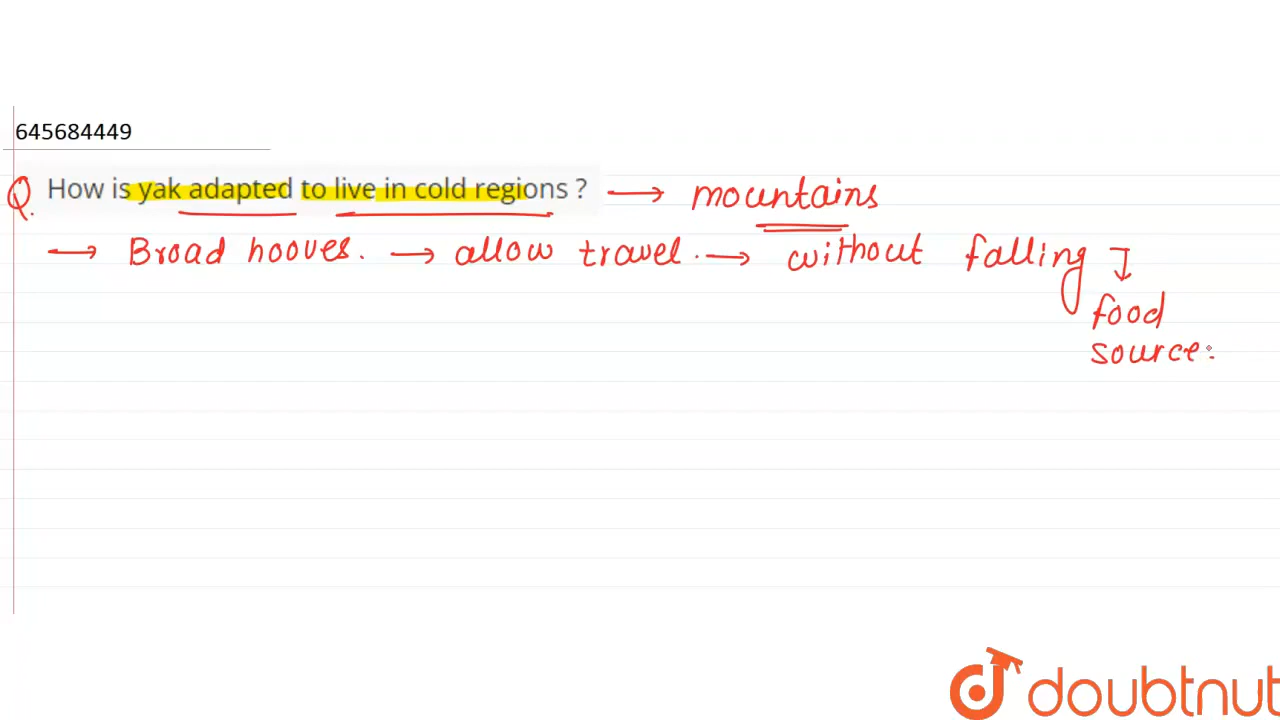 645684449
Q. How is yak adapted to live in cold regions ? → mountains
→ Broad hooves. → allow travel. → without falling
food
source.
doubtnut